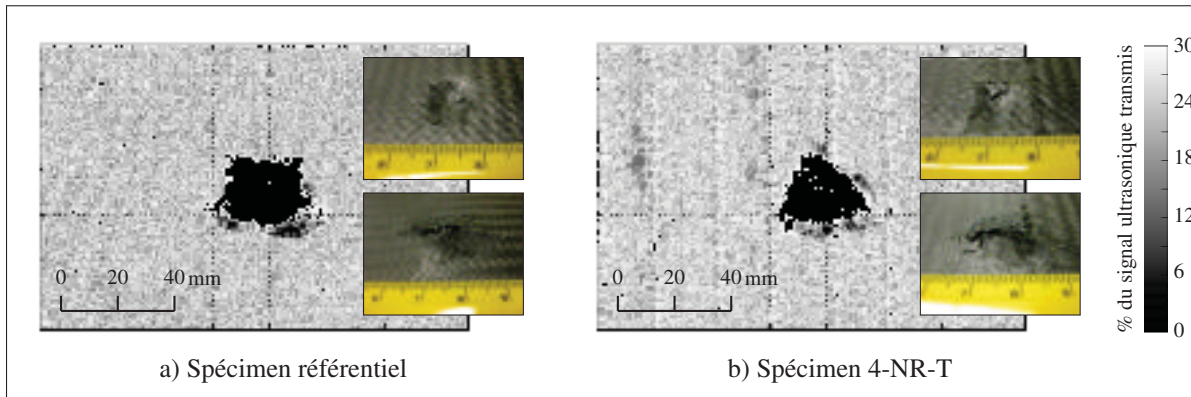 0 20 40 mm
a) Spécimen référentiel
0 20 40 mm
b) Spécimen 4-NR-T
% du signal ultrasonique transmis
30
24
18
12
6
0